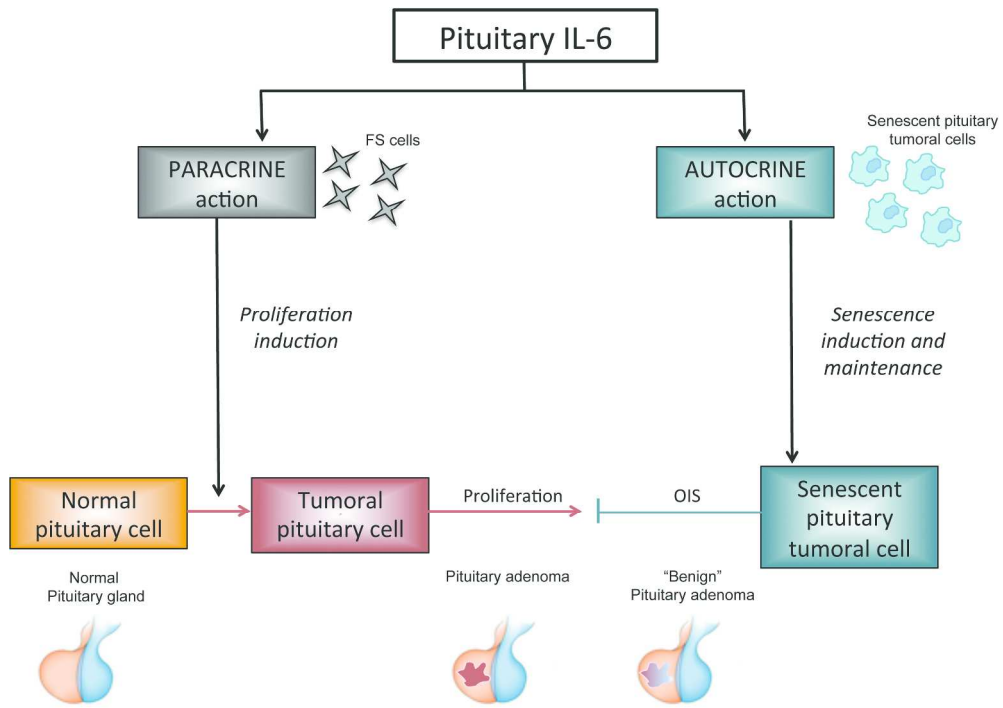 Pituitary IL-6
FS cells
Senescent pituitary
tumoral cells
PARACRINE
action
AUTOCRINE
action
Proliferation
induction
Senescence
induction and
maintenance
Normal
pituitary cell
Tumoral
pituitary cell
Proliferation
OIS
Senescent
pituitary
tumoral cell
Normal
Pituitary gland
Pituitary adenoma
“Benign”
Pituitary adenoma